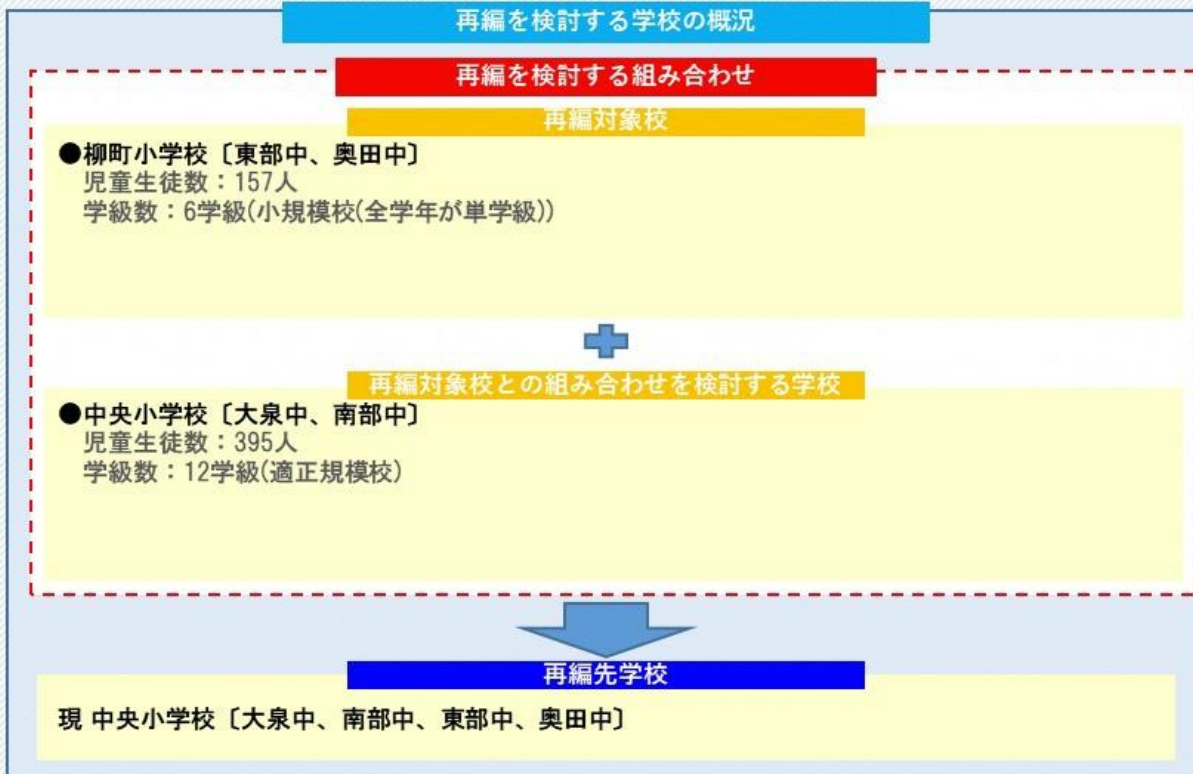 再編を検討する学校の概況
再編を検討する組み合わせ
再編対象校
●柳町小学校〔東部中、奥田中〕
児童生徒数：157人
学級数：6学級(小規模校(全学年が単学級))
再編対象校との組み合わせを検討する学校
●中央小学校〔大泉中、南部中〕
児童生徒数：395人
学級数：12学級(適正規模校)
再編先学校
現 中央小学校〔大泉中、南部中、東部中、奥田中〕